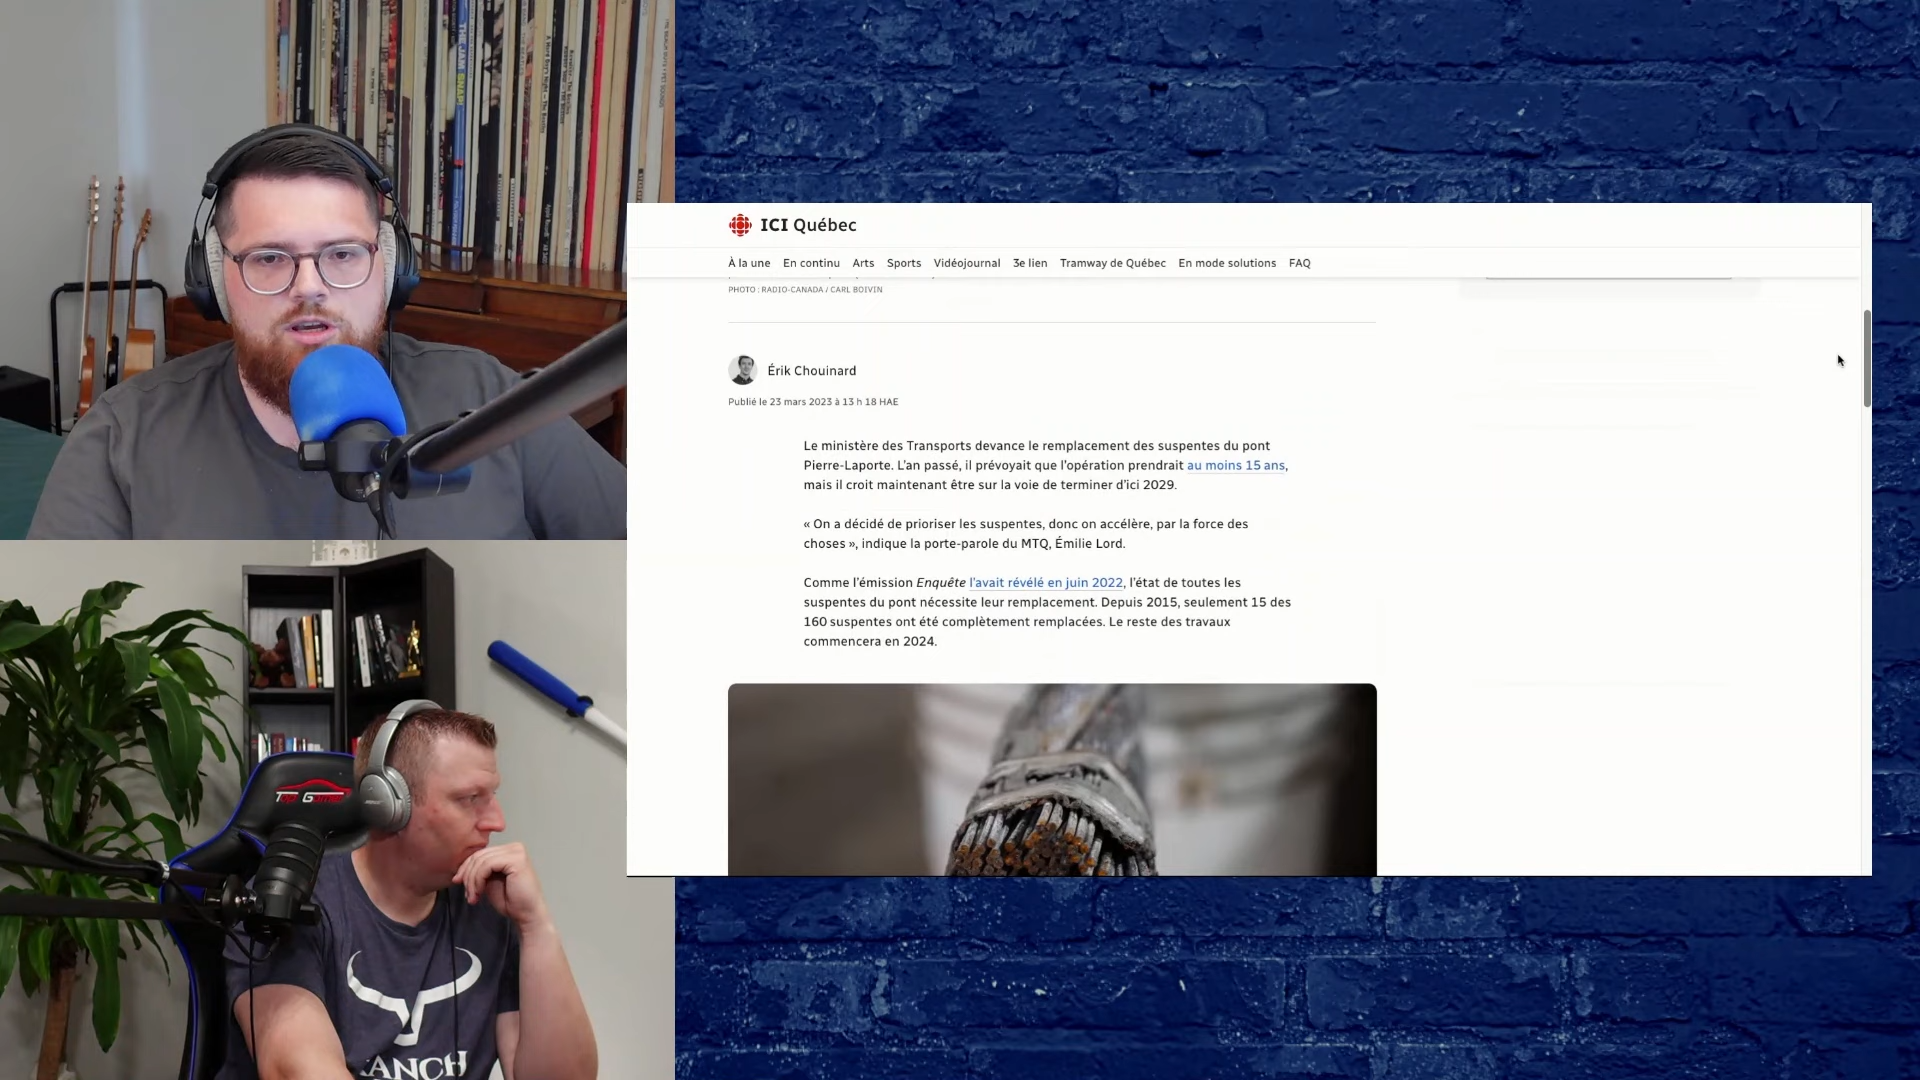 THE JAM SNAP!
TOP GAMER
RANCH
ICI Québec
À la une En continu Arts Sports Vidéojournal 3e lien Tramway de Québec En mode solutions FAQ
PHOTO : RADIO-CANADA / CARL BOIVIN
Érik Chouinard
Publié le 23 mars 2023 à 13 h 18 HAE
Le ministère des Transports devance le remplacement des suspentes du pont
Pierre-Laporte. L'an passé, il prévoyait que l'opération prendrait au moins 15 ans,
mais il croit maintenant être sur la voie de terminer d'ici 2029.
« On a décidé de prioriser les suspentes, donc on accélère, par la force des
choses », indique la porte-parole du MTQ, Émilie Lord.
Comme l'émission Enquête l'avait révélé en juin 2022, l'état de toutes les
suspentes du pont nécessite leur remplacement. Depuis 2015, seulement 15 des
160 suspentes ont été complètement remplacées. Le reste des travaux
commencera en 2024.